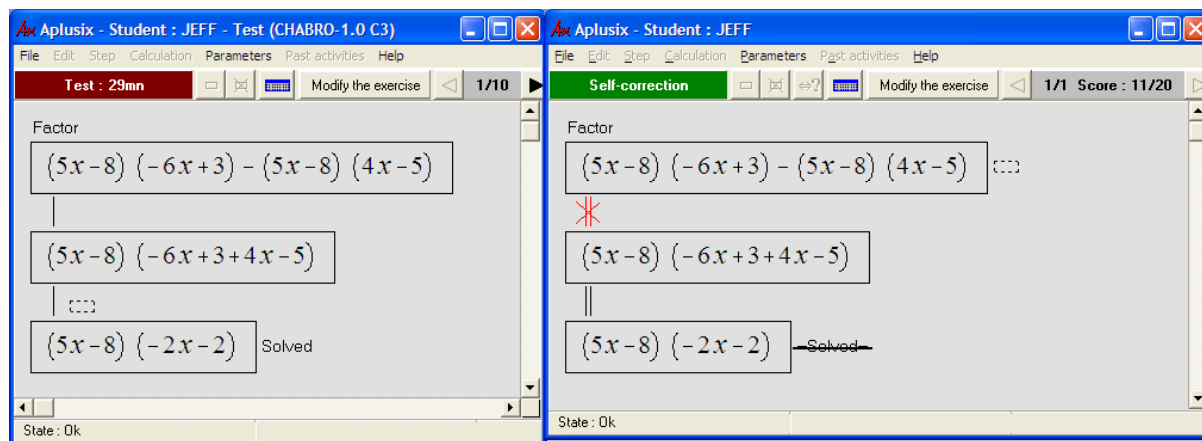 Aplusix - Student : JEFF - Test (CHABRO-1.0 C3)
File Edit Step Calculation Parameters Past activities Help
Test : 29mn Modify the exercise 1/10
Factor
(5x−8) (−6x+3) − (5x−8) (4x−5)
(5x−8) (−6x+3+4x−5)
(5x−8) (−2x−2) Solved
State : Ok
Aplusix - Student : JEFF
File Edit Step Calculation Parameters Past activities Help
Self-correction ⇔? Modify the exercise 1/1 Score : 11/20
Factor
(5x−8) (−6x+3) − (5x−8) (4x−5)
(5x−8) (−6x+3+4x−5)
(5x−8) (−2x−2) Solved
State : Ok